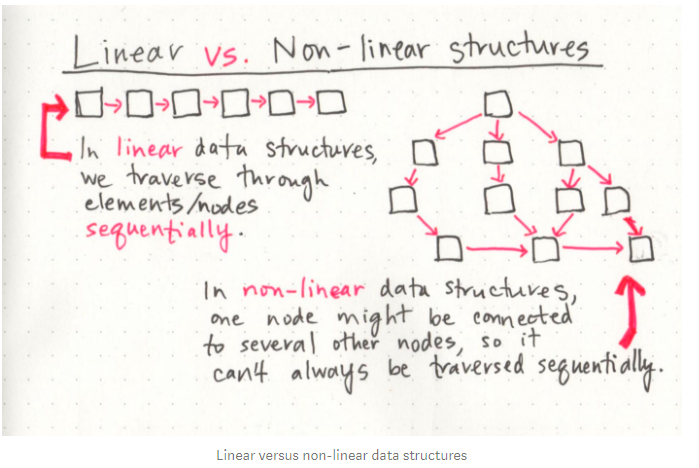 Linear vs. Non-linear structures
In linear data structures,
we traverse through
elements/nodes
sequentially.
In non-linear data structures,
one node might be connected
to several other nodes, so it
can't always be traversed sequentially.
Linear versus non-linear data structures